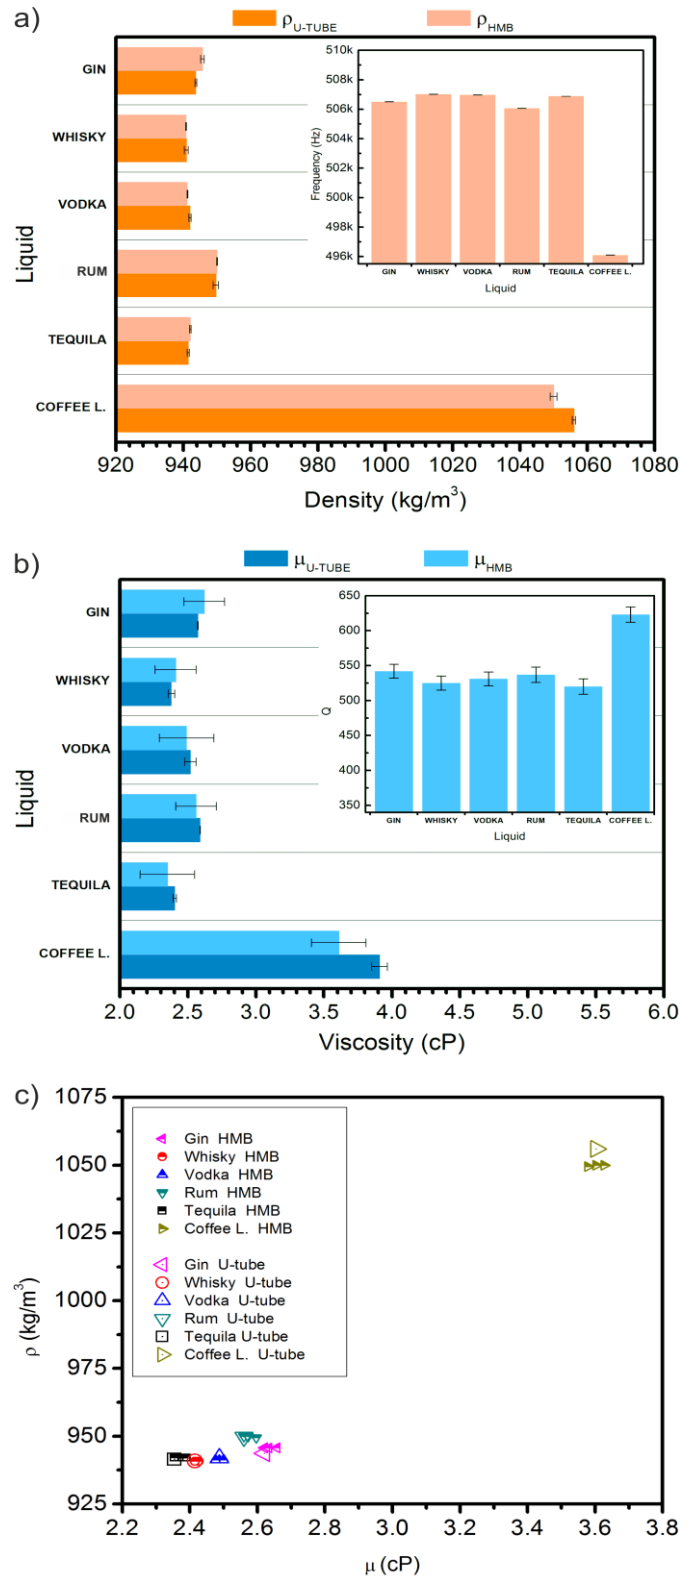 a)
ρU-TUBE ρHMB
GIN
WHISKY
VODKA
RUM
TEQUILA
COFFEE L.
Liquid
920 940 960 980 1000 1020 1040 1060 1080
Density (kg/m³)
510k
508k
506k
504k
502k
500k
498k
496k
Frequency (Hz)
GIN WHISKY VODKA RUM TEQUILA COFFEE L.
Liquid
b)
μU-TUBE μHMB
GIN
WHISKY
VODKA
RUM
TEQUILA
COFFEE L.
Liquid
2.0 2.5 3.0 3.5 4.0 4.5 5.0 5.5 6.0
Viscosity (cP)
650
600
550
500
450
400
350
Q
GIN WHISKY VODKA RUM TEQUILA COFFEE L.
Liquid
c)
1075
1050
1025
1000
975
950
925
ρ (kg/m³)
Gin HMB
Whisky HMB
Vodka HMB
Rum HMB
Tequila HMB
Coffee L. HMB
Gin U-tube
Whisky U-tube
Vodka U-tube
Rum U-tube
Tequila U-tube
Coffee L. U-tube
2.2 2.4 2.6 2.8 3.0 3.2 3.4 3.6 3.8
μ (cP)